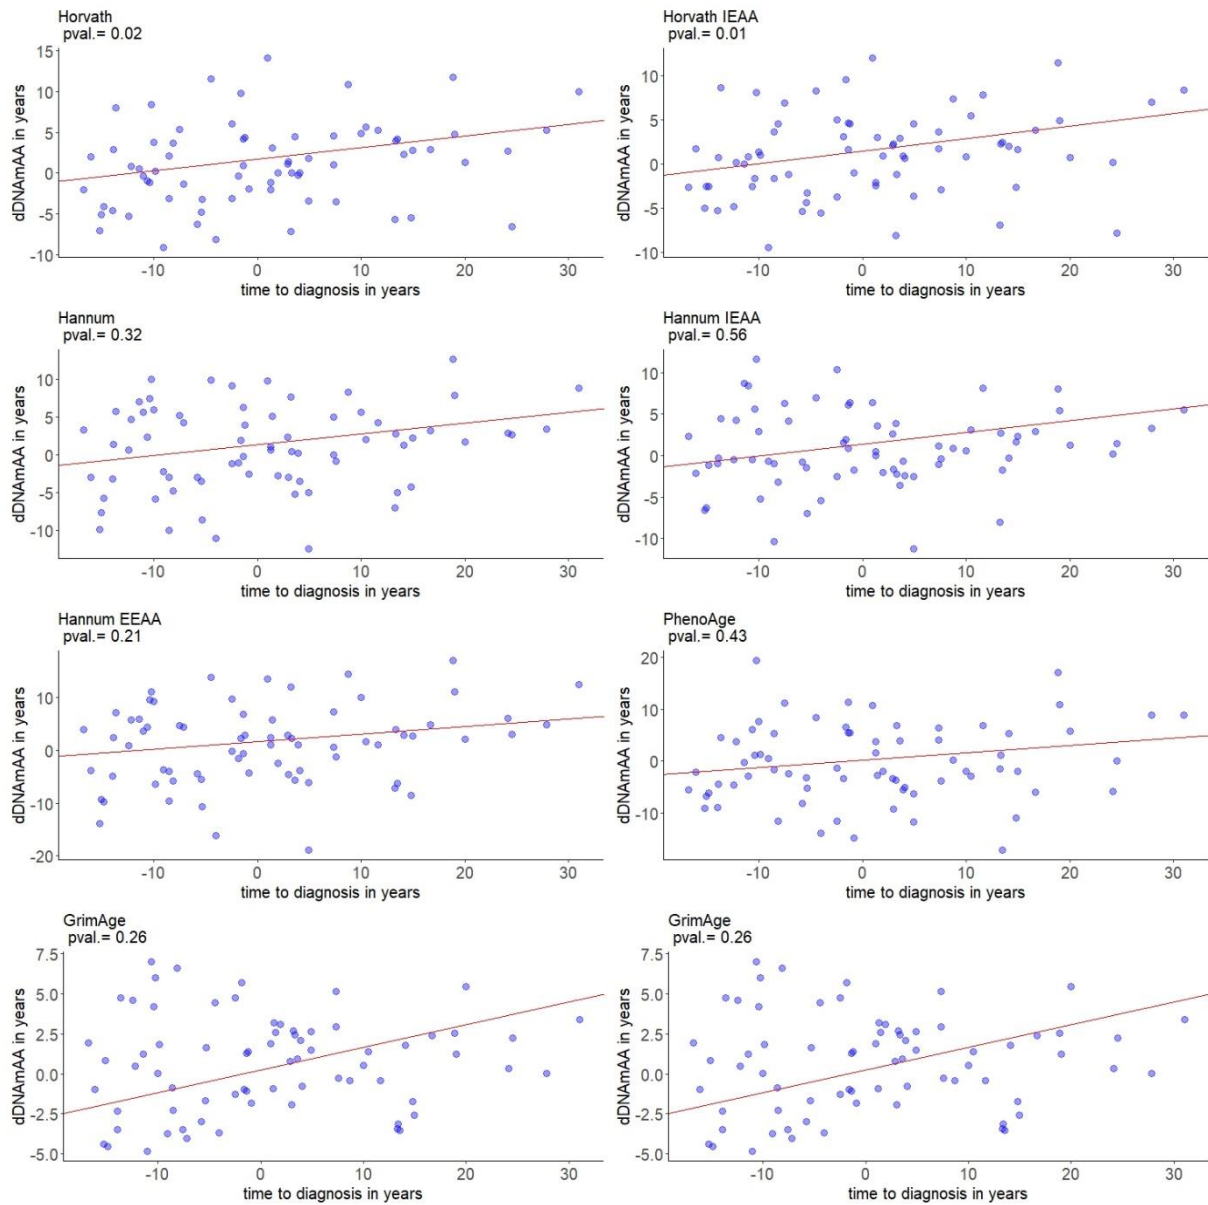 Horvath
pval.= 0.02
15
10
5
0
-5
-10
dDNAmAA in years
-10 0 10 20 30
time to diagnosis in years
Horvath IEAA
pval.= 0.01
10
5
0
-5
-10
dDNAmAA in years
-10 0 10 20 30
time to diagnosis in years
Hannum
pval.= 0.32
10
5
0
-5
-10
dDNAmAA in years
-10 0 10 20 30
time to diagnosis in years
Hannum IEAA
pval.= 0.56
10
5
0
-5
-10
dDNAmAA in years
-10 0 10 20 30
time to diagnosis in years
Hannum EEAA
pval.= 0.21
10
0
-10
-20
dDNAmAA in years
-10 0 10 20 30
time to diagnosis in years
PhenoAge
pval.= 0.43
20
10
0
-10
dDNAmAA in years
-10 0 10 20 30
time to diagnosis in years
GrimAge
pval.= 0.26
7.5
5.0
2.5
0.0
-2.5
-5.0
dDNAmAA in years
-10 0 10 20 30
time to diagnosis in years
GrimAge
pval.= 0.26
7.5
5.0
2.5
0.0
-2.5
-5.0
dDNAmAA in years
-10 0 10 20 30
time to diagnosis in years